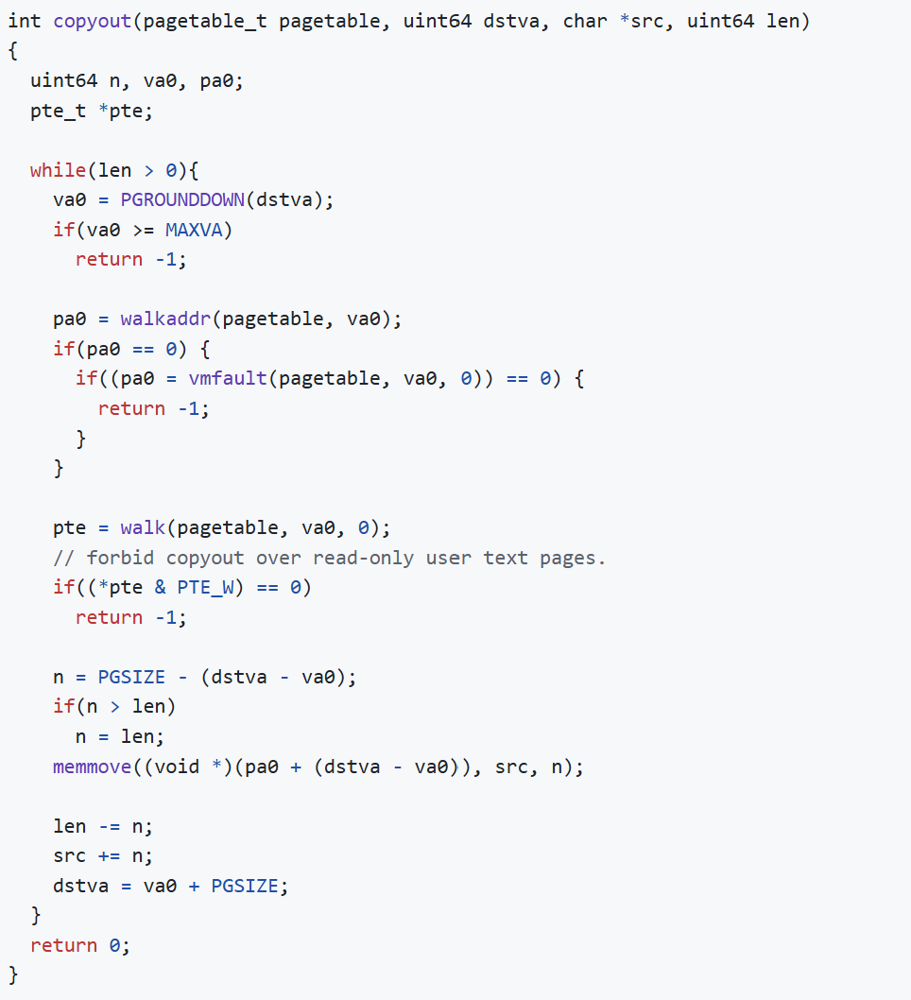 int copyout(pagetable_t pagetable, uint64 dstva, char *src, uint64 len)
{
  uint64 n, va0, pa0;
  pte_t *pte;

  while(len > 0){
    va0 = PGROUNDDOWN(dstva);
    if(va0 >= MAXVA)
      return -1;

    pa0 = walkaddr(pagetable, va0);
    if(pa0 == 0) {
      if((pa0 = vmfault(pagetable, va0, 0)) == 0) {
        return -1;
      }
    }

    pte = walk(pagetable, va0, 0);
    // forbid copyout over read-only user text pages.
    if((*pte & PTE_W) == 0)
      return -1;

    n = PGSIZE - (dstva - va0);
    if(n > len)
      n = len;
    memmove((void *)(pa0 + (dstva - va0)), src, n);

    len -= n;
    src += n;
    dstva = va0 + PGSIZE;
  }
  return 0;
}